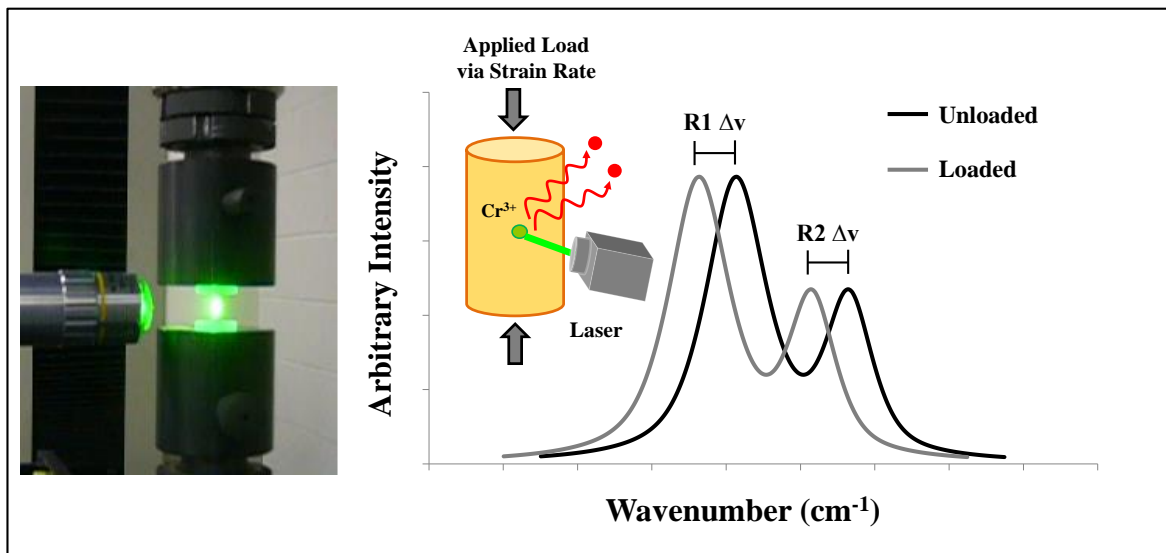 Applied Load
via Strain Rate
Cr³⁺
Laser
R1 Δv
R2 Δv
Unloaded
Loaded
Arbitrary Intensity
Wavenumber (cm⁻¹)